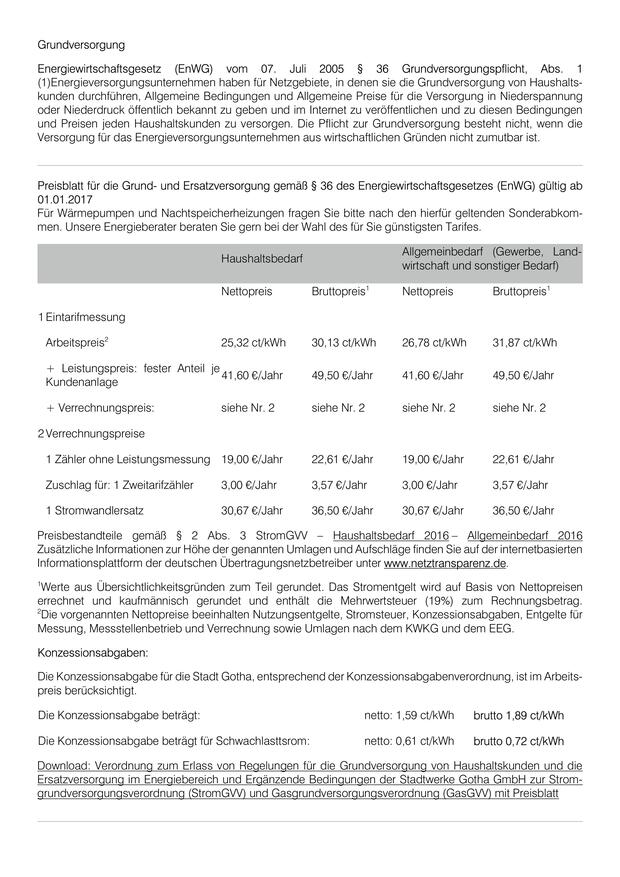 Grundversorgung
Energiewirtschaftsgesetz (EnWG) vom 07. Juli 2005 § 36 Grundversorgungspflicht, Abs. 1
(1)Energieversorgungsunternehmen haben für Netzgebiete, in denen sie die Grundversorgung von Haushalts-
kunden durchführen, Allgemeine Bedingungen und Allgemeine Preise für die Versorgung in Niederspannung
oder Niederdruck öffentlich bekannt zu geben und im Internet zu veröffentlichen und zu diesen Bedingungen
und Preisen jeden Haushaltskunden zu versorgen. Die Pflicht zur Grundversorgung besteht nicht, wenn die
Versorgung für das Energieversorgungsunternehmen aus wirtschaftlichen Gründen nicht zumutbar ist.
Preisblatt für die Grund- und Ersatzversorgung gemäß § 36 des Energiewirtschaftsgesetzes (EnWG) gültig ab
01.01.2017
Für Wärmepumpen und Nachtspeicherheizungen fragen Sie bitte nach den hierfür geltenden Sonderabkom-
men. Unsere Energieberater beraten Sie gern bei der Wahl des für Sie günstigsten Tarifes.
Haushaltsbedarf Allgemeinbedarf (Gewerbe, Land-
wirtschaft und sonstiger Bedarf)
Nettopreis Bruttopreis¹ Nettopreis Bruttopreis¹
1 Eintarifmessung
Arbeitspreis² 25,32 ct/kWh 30,13 ct/kWh 26,78 ct/kWh 31,87 ct/kWh
+ Leistungspreis: fester Anteil je
Kundenanlage 41,60 €/Jahr 49,50 €/Jahr 41,60 €/Jahr 49,50 €/Jahr
+ Verrechnungspreis: siehe Nr. 2 siehe Nr. 2 siehe Nr. 2 siehe Nr. 2
2 Verrechnungspreise
1 Zähler ohne Leistungsmessung 19,00 €/Jahr 22,61 €/Jahr 19,00 €/Jahr 22,61 €/Jahr
Zuschlag für: 1 Zweitarifzähler 3,00 €/Jahr 3,57 €/Jahr 3,00 €/Jahr 3,57 €/Jahr
1 Stromwandlersatz 30,67 €/Jahr 36,50 €/Jahr 30,67 €/Jahr 36,50 €/Jahr
Preisbestandteile gemäß § 2 Abs. 3 StromGVV – Haushaltsbedarf 2016 – Allgemeinbedarf 2016
Zusätzliche Informationen zur Höhe der genannten Umlagen und Aufschläge finden Sie auf der internetbasierten
Informationsplattform der deutschen Übertragungsnetzbetreiber unter www.netztransparenz.de.
¹Werte aus Übersichtlichkeitsgründen zum Teil gerundet. Das Stromentgelt wird auf Basis von Nettopreisen
errechnet und kaufmännisch gerundet und enthält die Mehrwertsteuer (19%) zum Rechnungsbetrag.
²Die vorgenannten Nettopreise beeinhalten Nutzungsentgelte, Stromsteuer, Konzessionsabgaben, Entgelte für
Messung, Messstellenbetrieb und Verrechnung sowie Umlagen nach dem KWKG und dem EEG.
Konzessionsabgaben:
Die Konzessionsabgabe für die Stadt Gotha, entsprechend der Konzessionsabgabenverordnung, ist im Arbeits-
preis berücksichtigt.
Die Konzessionsabgabe beträgt: netto: 1,59 ct/kWh brutto 1,89 ct/kWh
Die Konzessionsabgabe beträgt für Schwachlasttsrom: netto: 0,61 ct/kWh brutto 0,72 ct/kWh
Download: Verordnung zum Erlass von Regelungen für die Grundversorgung von Haushaltskunden und die
Ersatzversorgung im Energiebereich und Ergänzende Bedingungen der Stadtwerke Gotha GmbH zur Strom-
grundversorgungsverordnung (StromGVV) und Gasgrundversorgungsverordnung (GasGVV) mit Preisblatt